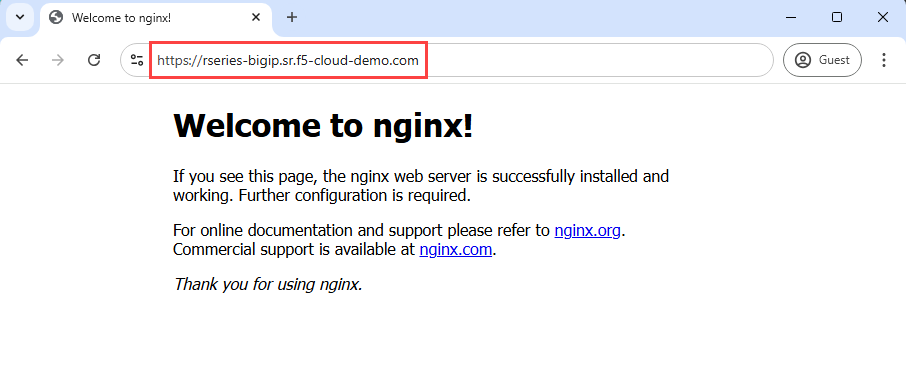 Welcome to nginx!
https://rseries-bigip.sr.f5-cloud-demo.com
Guest
Welcome to nginx!
If you see this page, the nginx web server is successfully installed and
working. Further configuration is required.
For online documentation and support please refer to nginx.org.
Commercial support is available at nginx.com.
Thank you for using nginx.